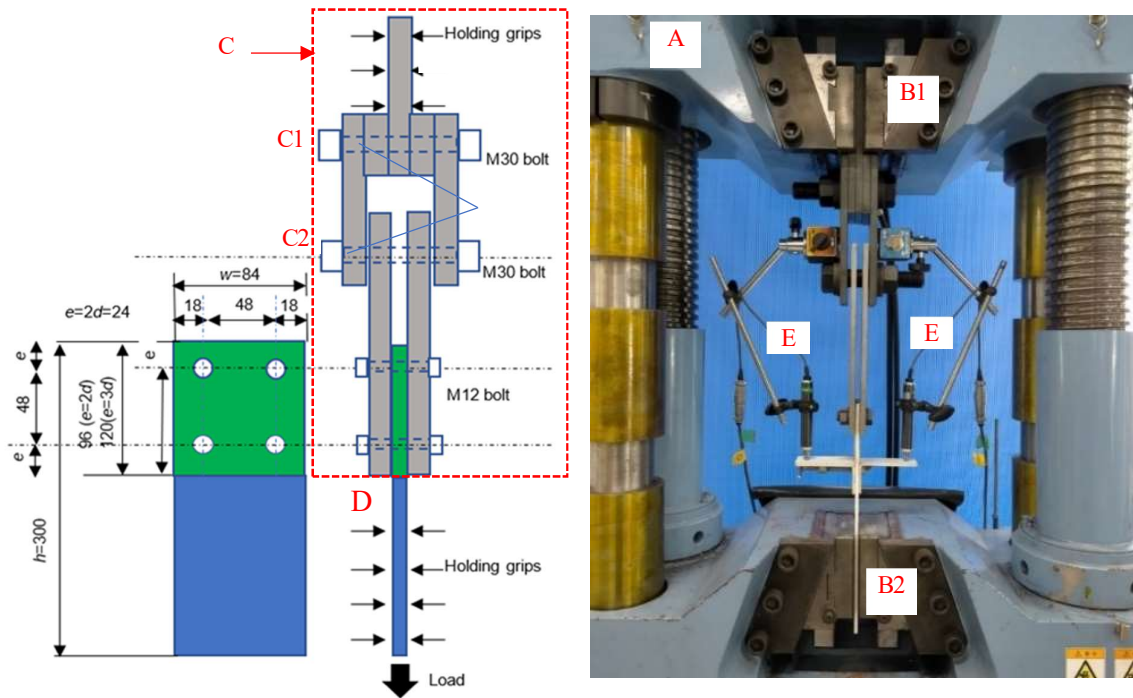 C
Holding grips
C1
M30 bolt
C2
M30 bolt
w=84
18
48
18
e=2d=24
e
e
48
96 (e=2d)
120(e=3d)
e
h=300
M12 bolt
D
Holding grips
Load
A
B1
E
E
B2